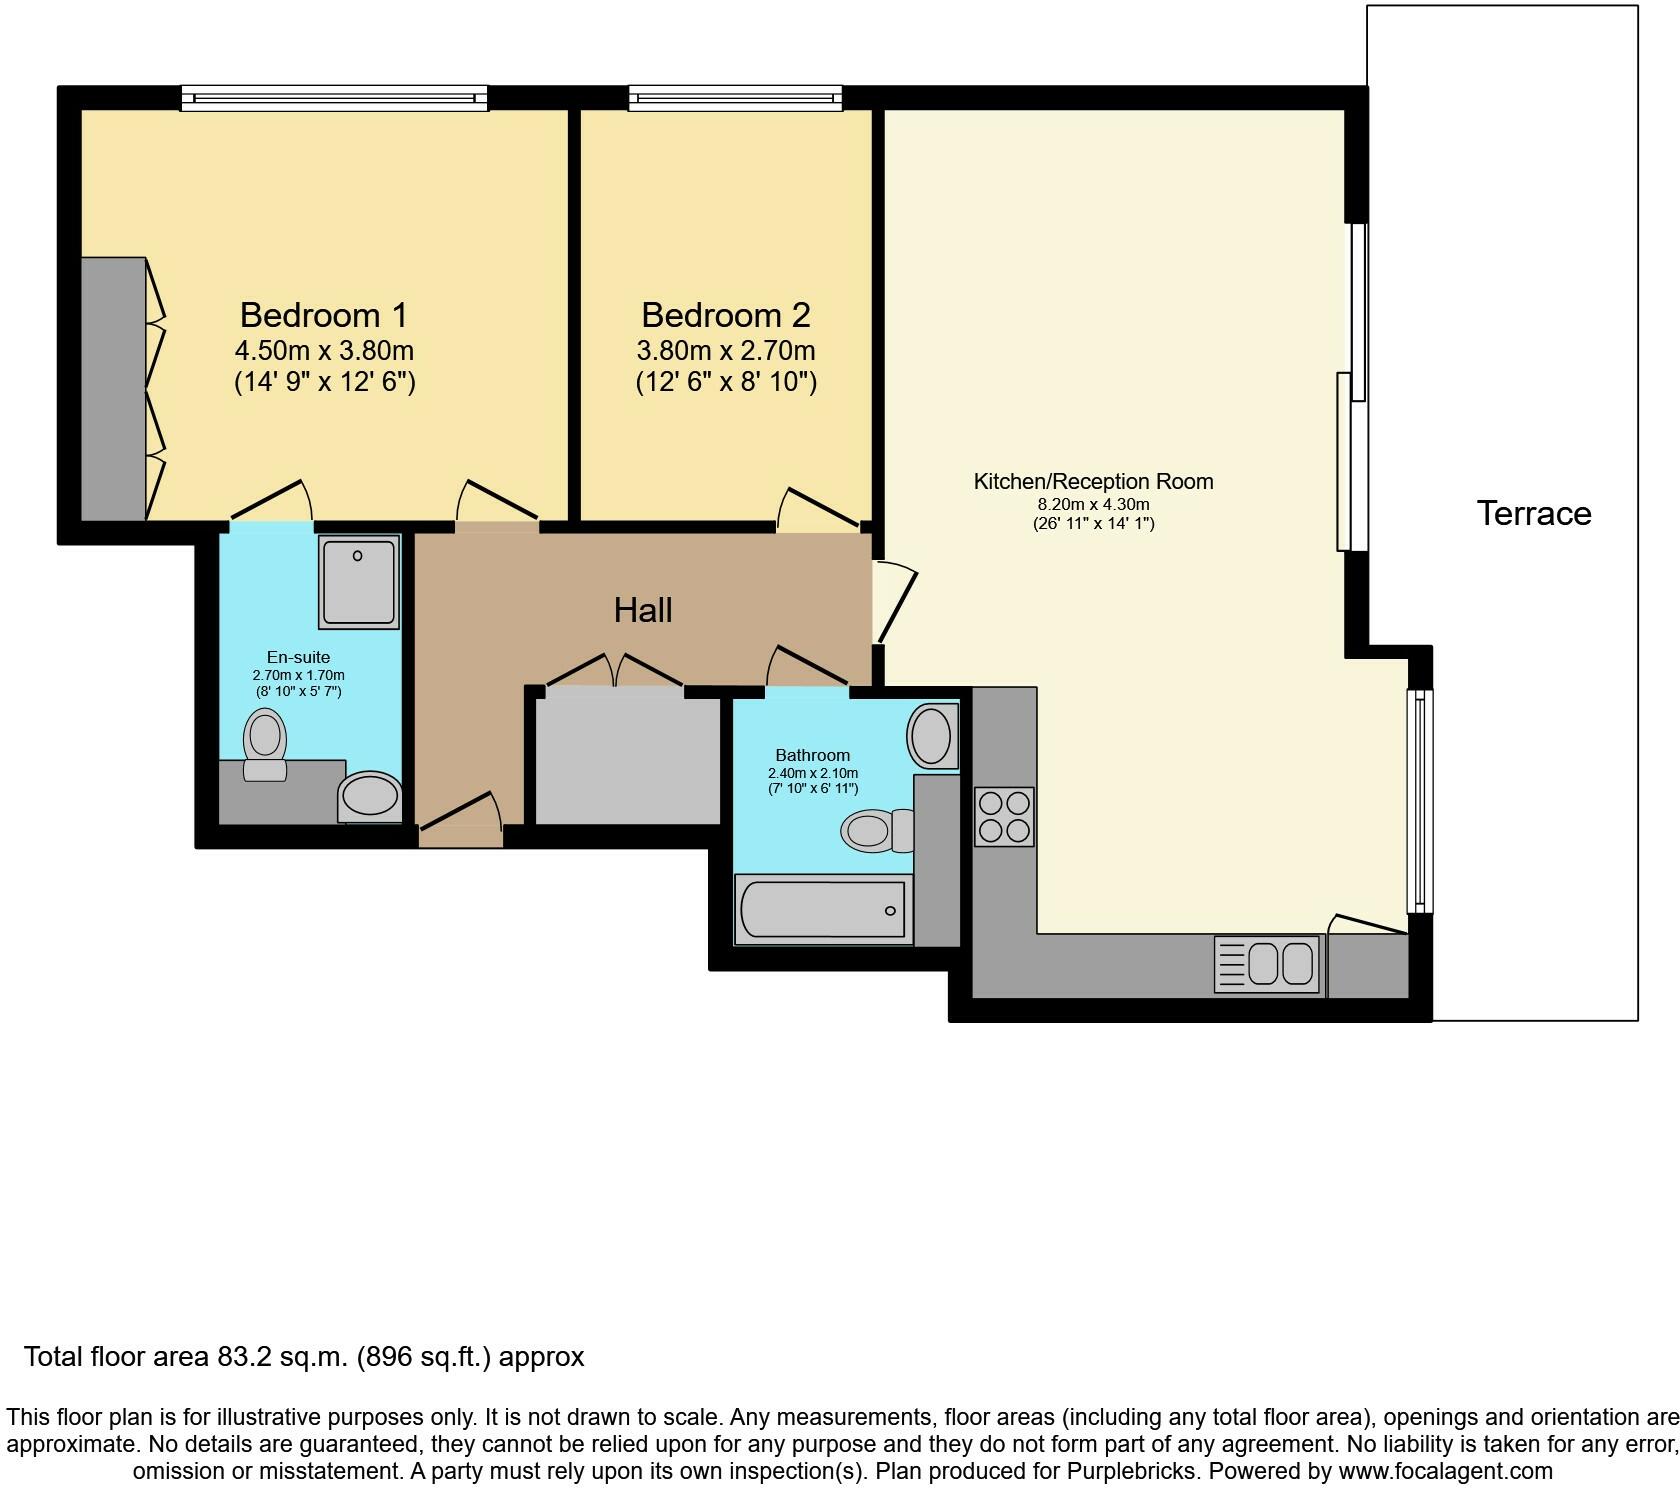 Bedroom 1
4.50m x 3.80m
(14' 9" x 12' 6")
Bedroom 2
3.80m x 2.70m
(12' 6" x 8' 10")
Kitchen/Reception Room
8.20m x 4.30m
(26' 11" x 14' 1")
Terrace
Hall
En-suite
2.70m x 1.70m
(8' 10" x 5' 7")
Bathroom
2.40m x 2.10m
(7' 10" x 6' 11")
Total floor area 83.2 sq.m. (896 sq.ft.) approx
This floor plan is for illustrative purposes only. It is not drawn to scale. Any measurements, floor areas (including any total floor area), openings and orientation are
approximate. No details are guaranteed, they cannot be relied upon for any purpose and they do not form part of any agreement. No liability is taken for any error,
omission or misstatement. A party must rely upon its own inspection(s). Plan produced for Purplebricks. Powered by www.focalagent.com